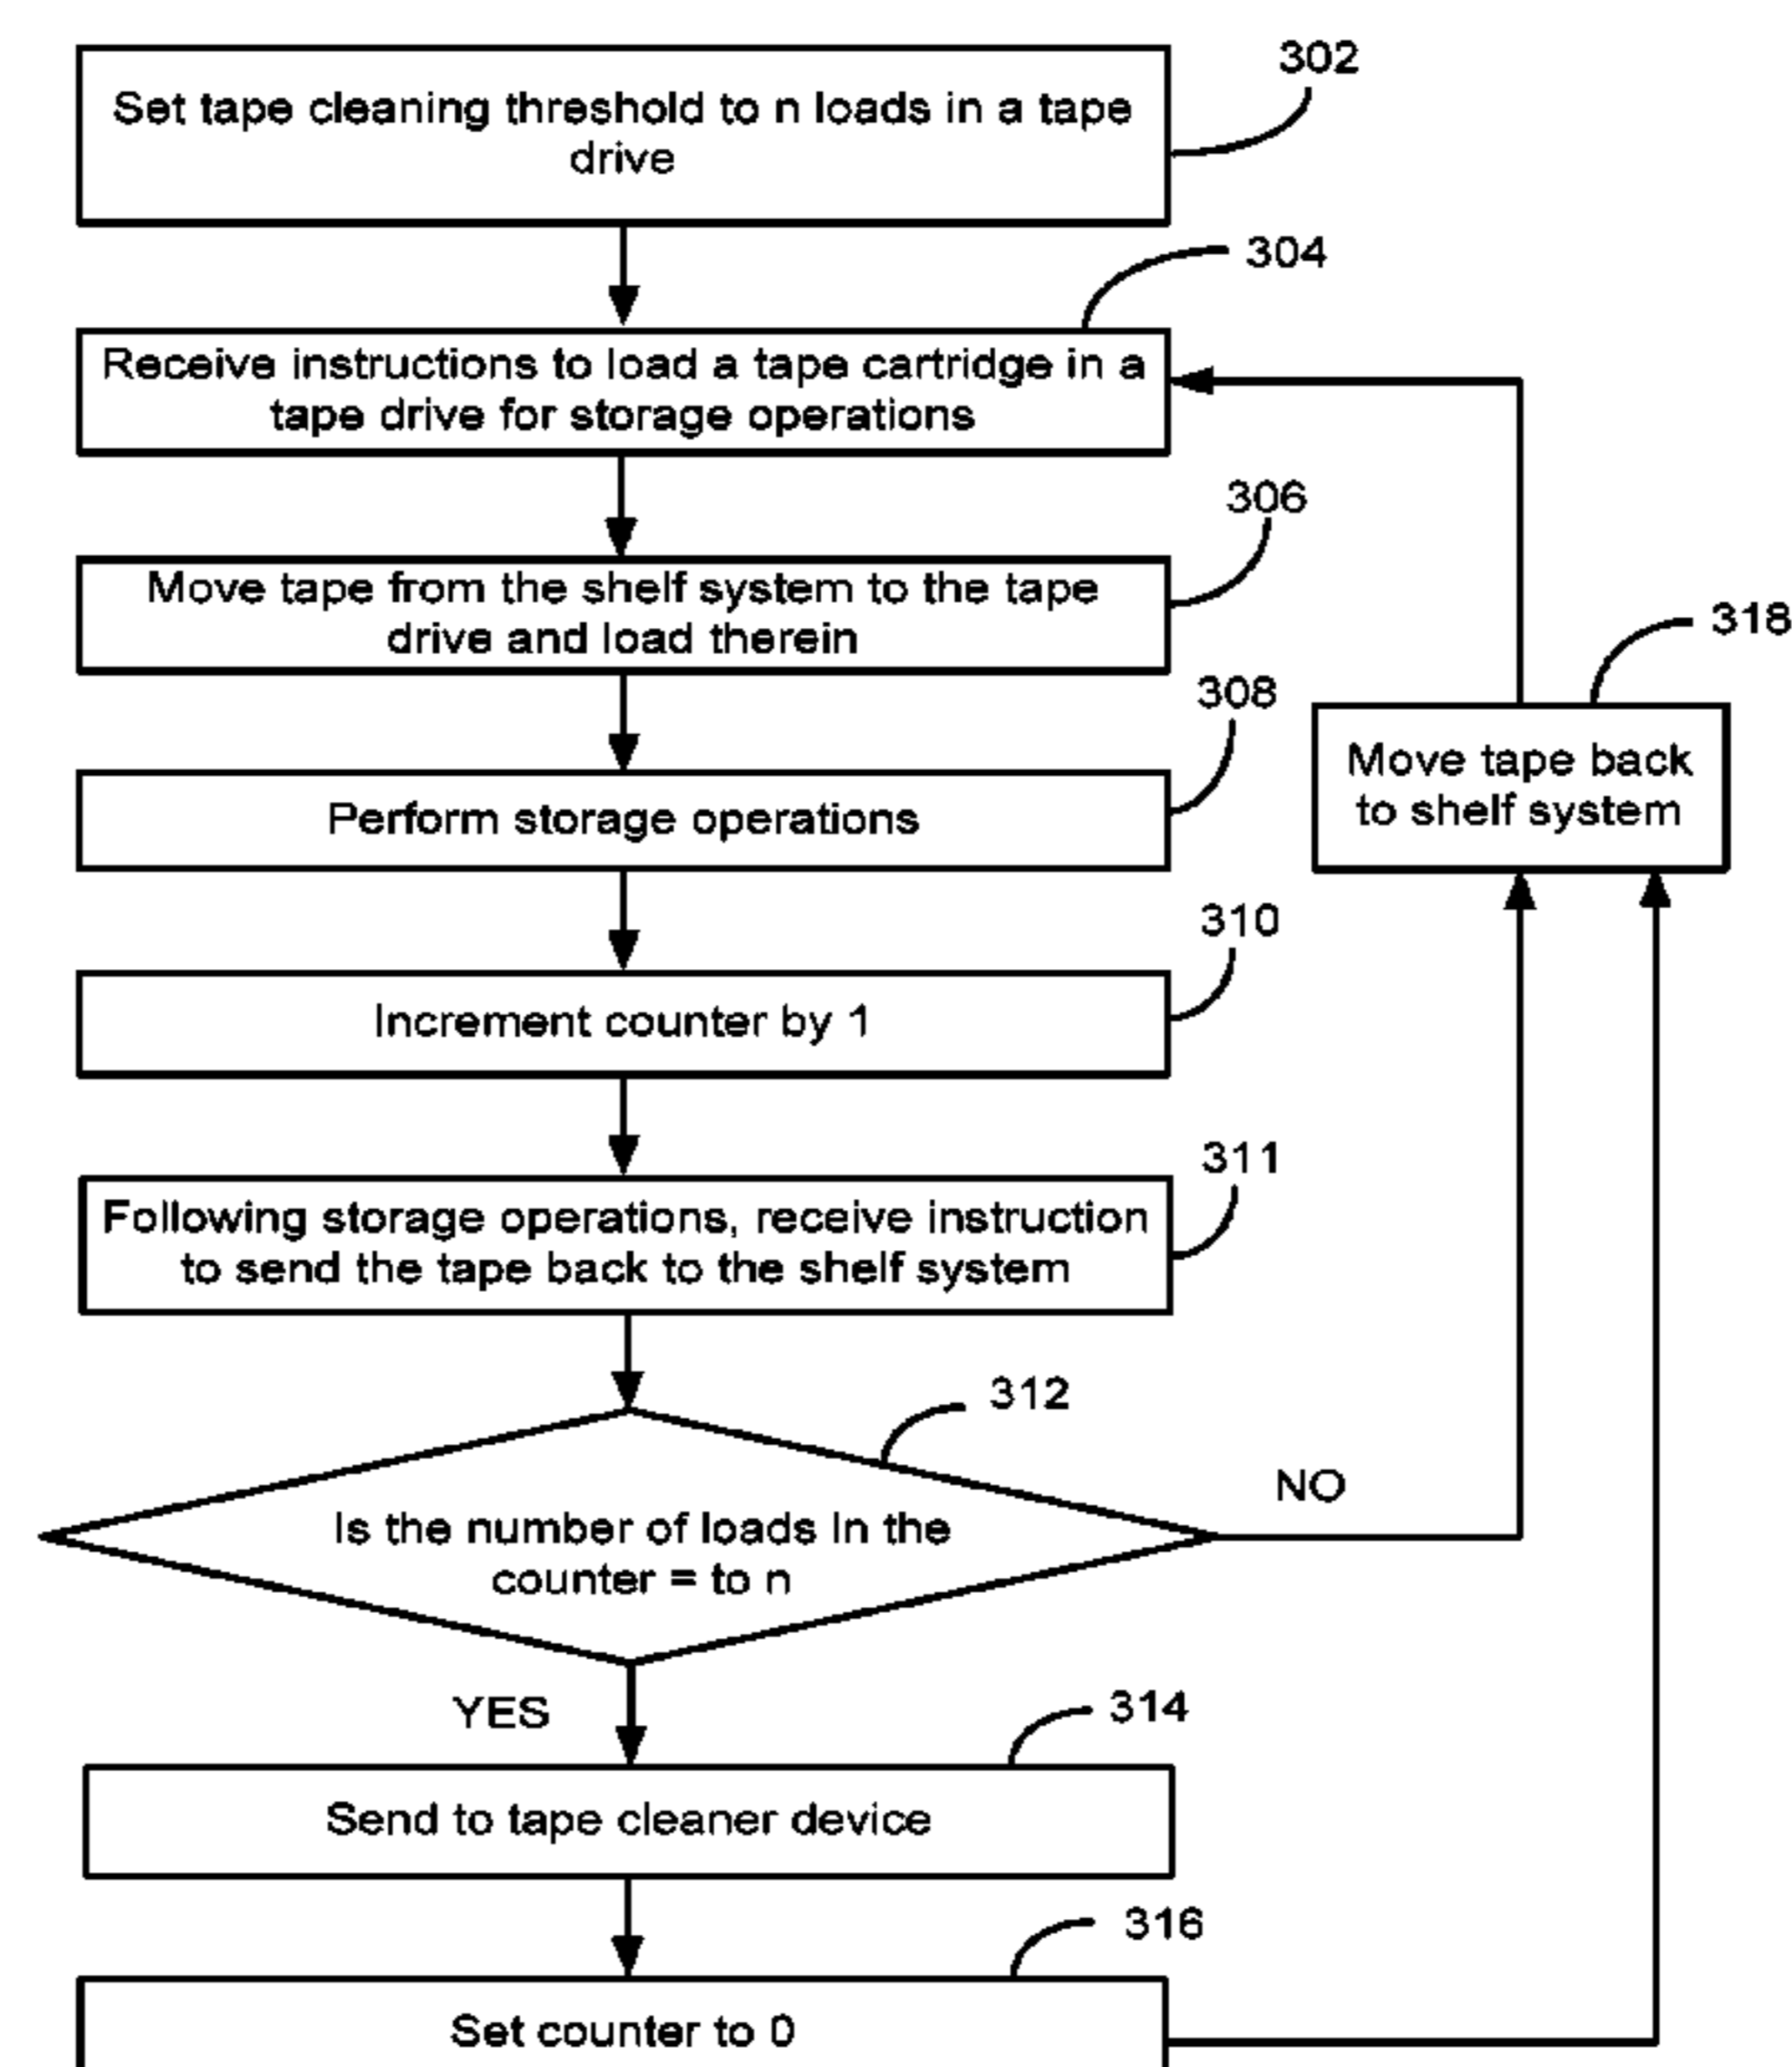 302
Set tape cleaning threshold to n loads in a tape
drive
304
Receive instructions to load a tape cartridge in a
tape drive for storage operations
306
Move tape from the shelf system to the tape
drive and load therein
318
308
Move tape back
to shelf system
Perform storage operations
310
Increment counter by 1
311
Following storage operations, receive instruction
to send the tape back to the shelf system
312
NO
Is the number of loads in the
counter = to n
YES
314
Send to tape cleaner device
316
Set counter to 0